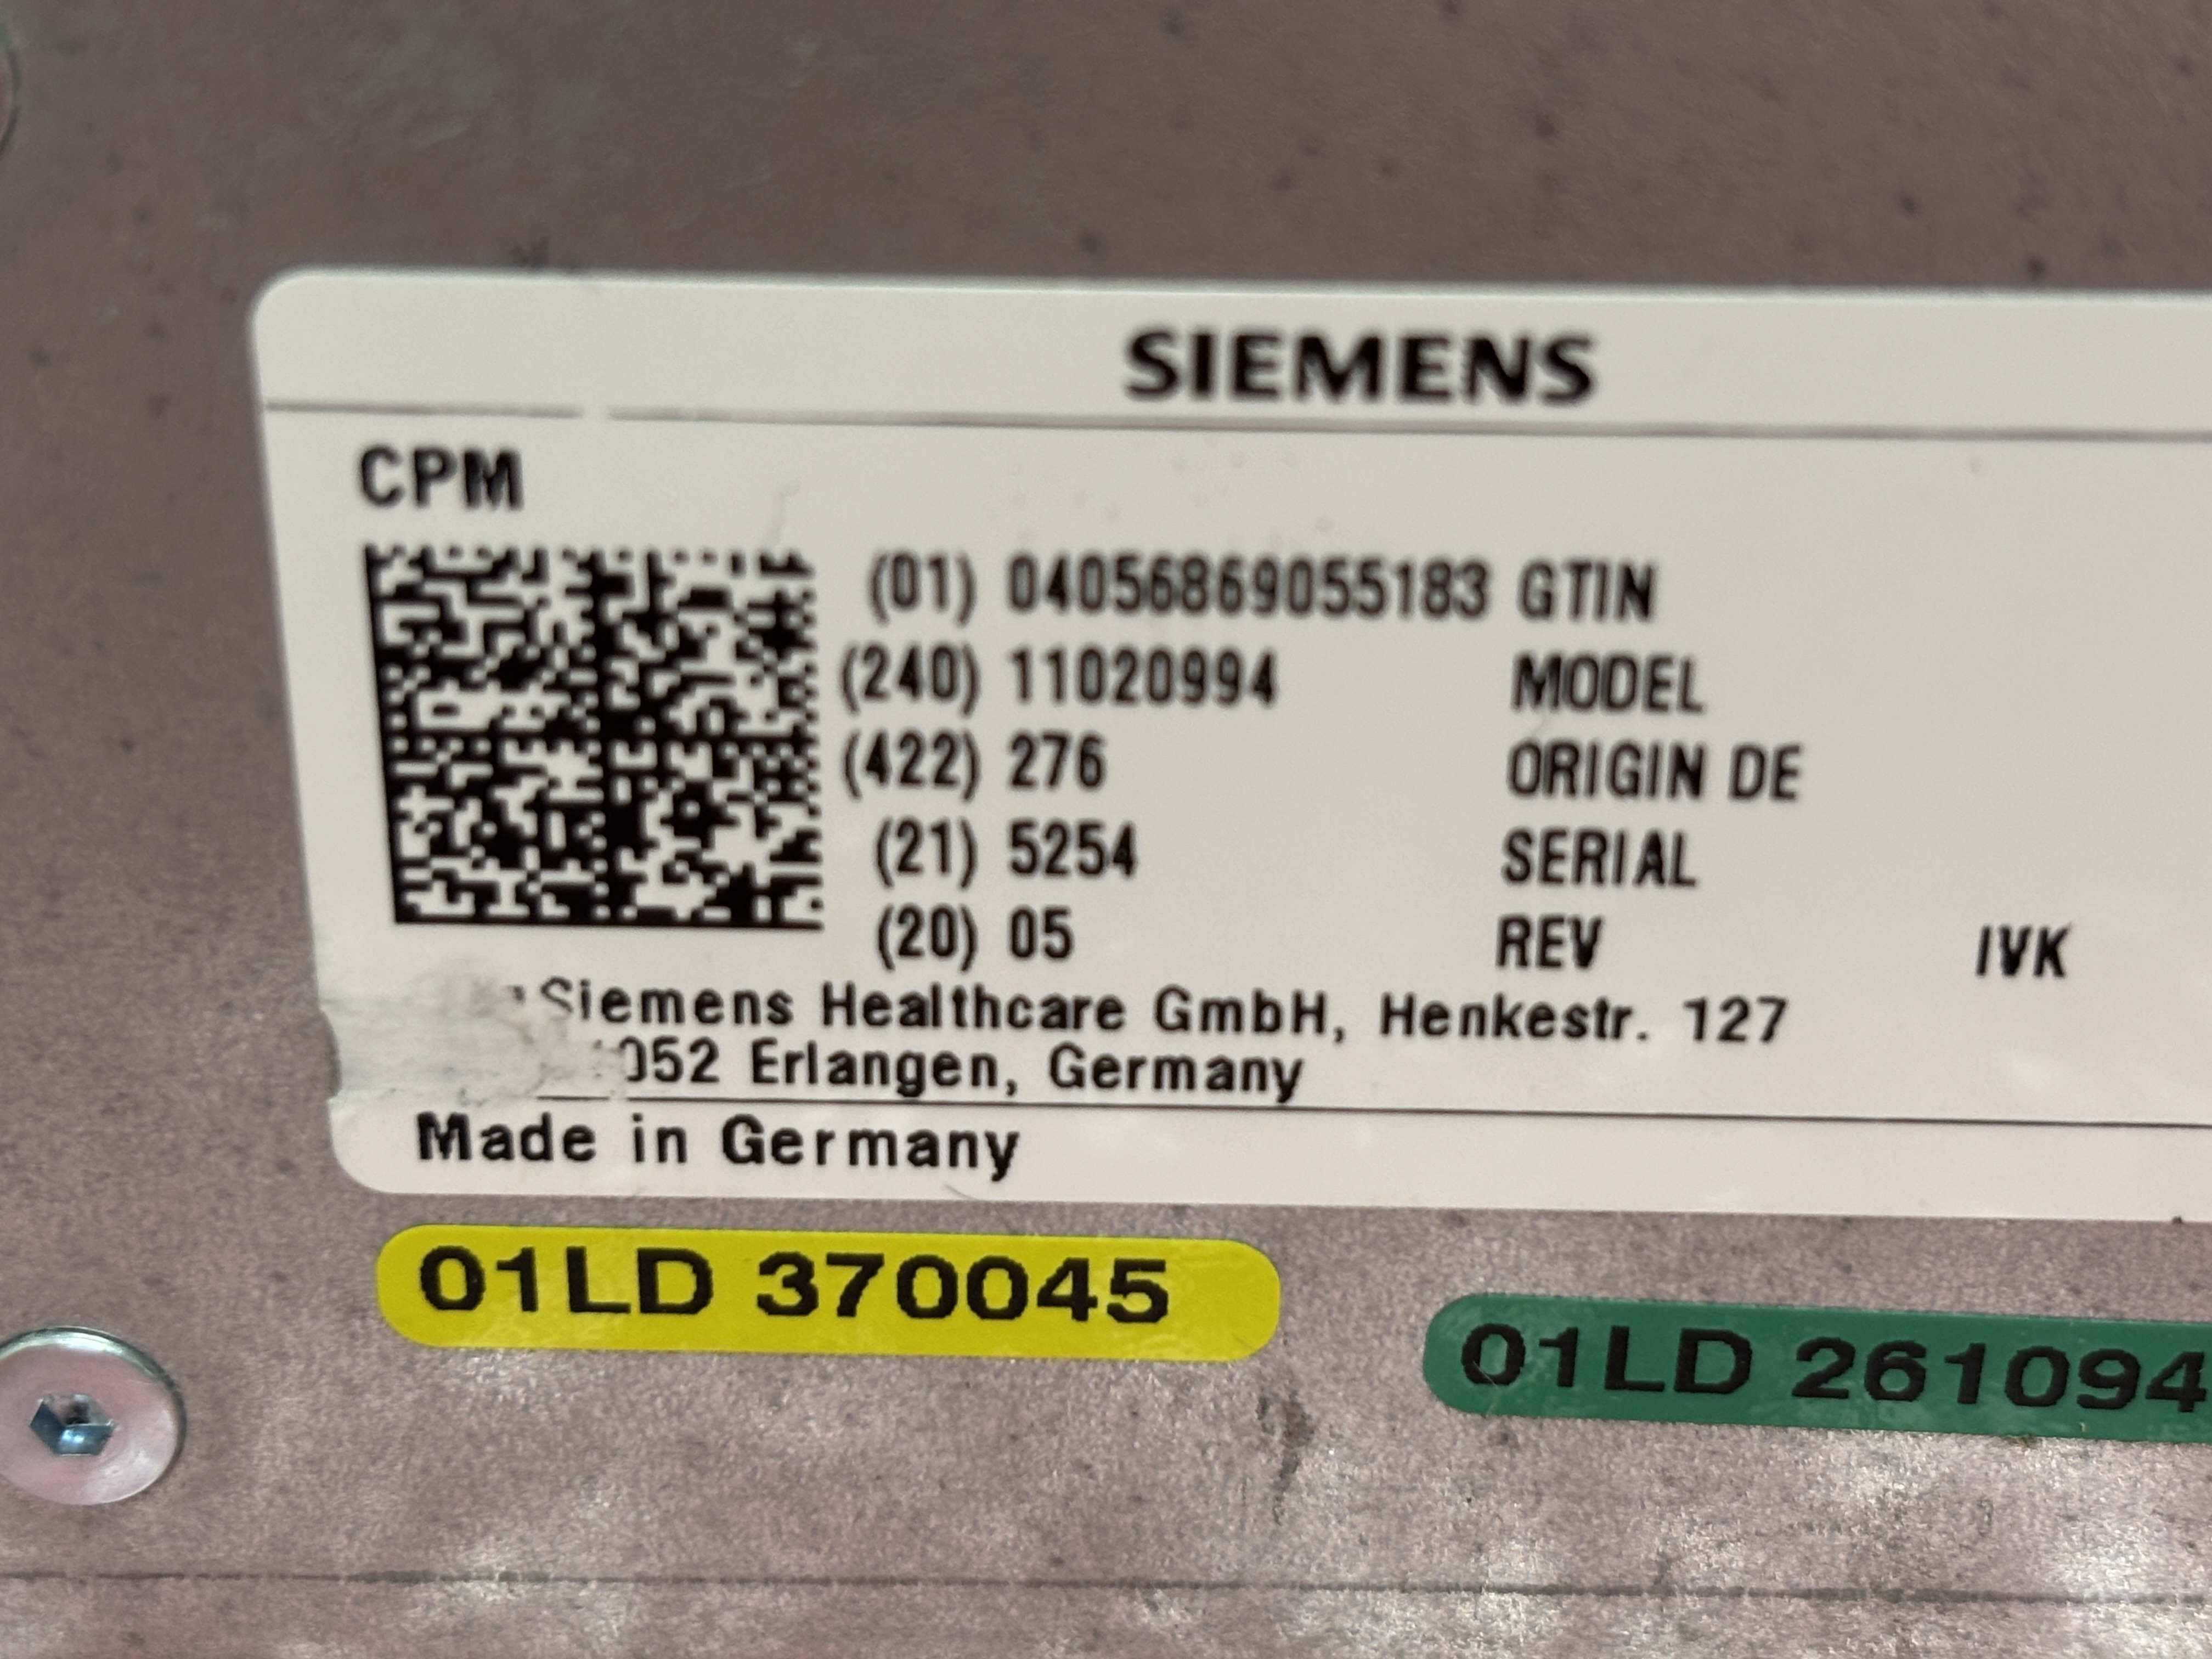 SIEMENS
CPM
(01) 04056869055183 GTIN
(240) 11020994 MODEL
(422) 276 ORIGIN DE
(21) 5254 SERIAL
(20) 05 REV IVK
Siemens Healthcare GmbH, Henkestr. 127
Erlangen, Germany
Made in Germany
01LD 370045
01LD 261094